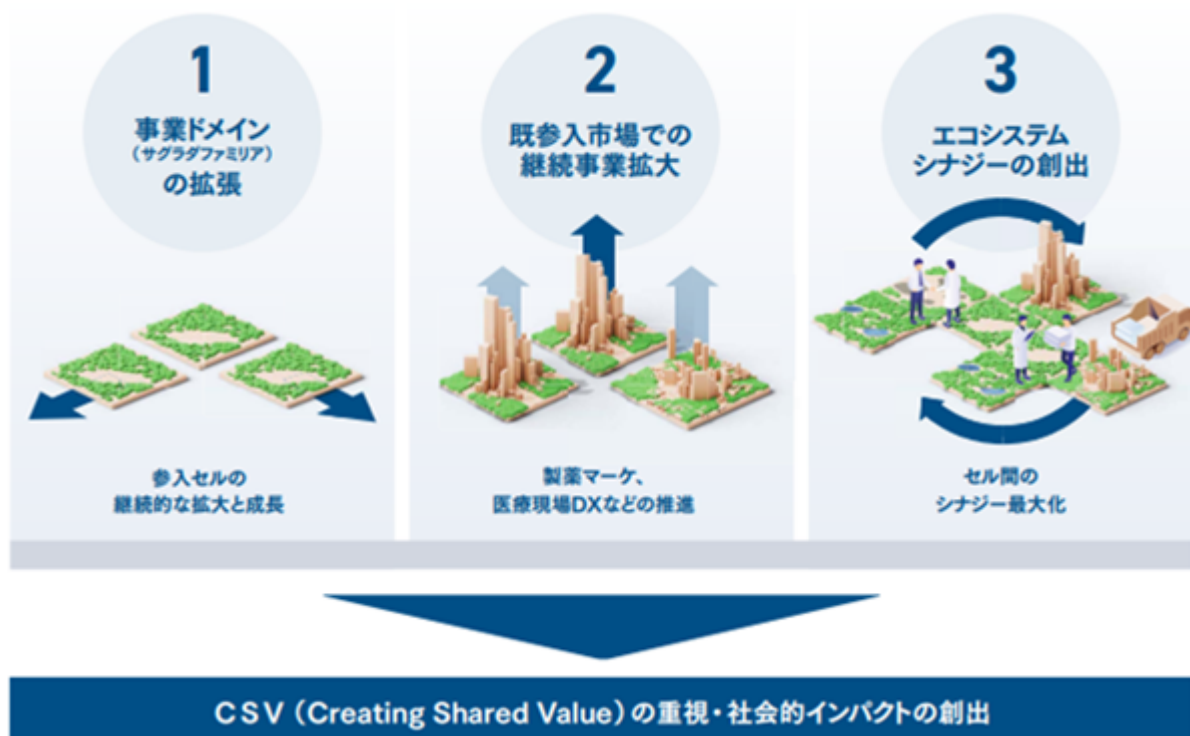 1
事業ドメイン
（サグラダファミリア）
の拡張
参入セルの
継続的な拡大と成長
2
既参入市場での
継続事業拡大
製薬マーケ、
医療現場DXなどの推進
3
エコシステム
シナジーの創出
セル間の
シナジー最大化
CSV（Creating Shared Value）の重視・社会的インパクトの創出